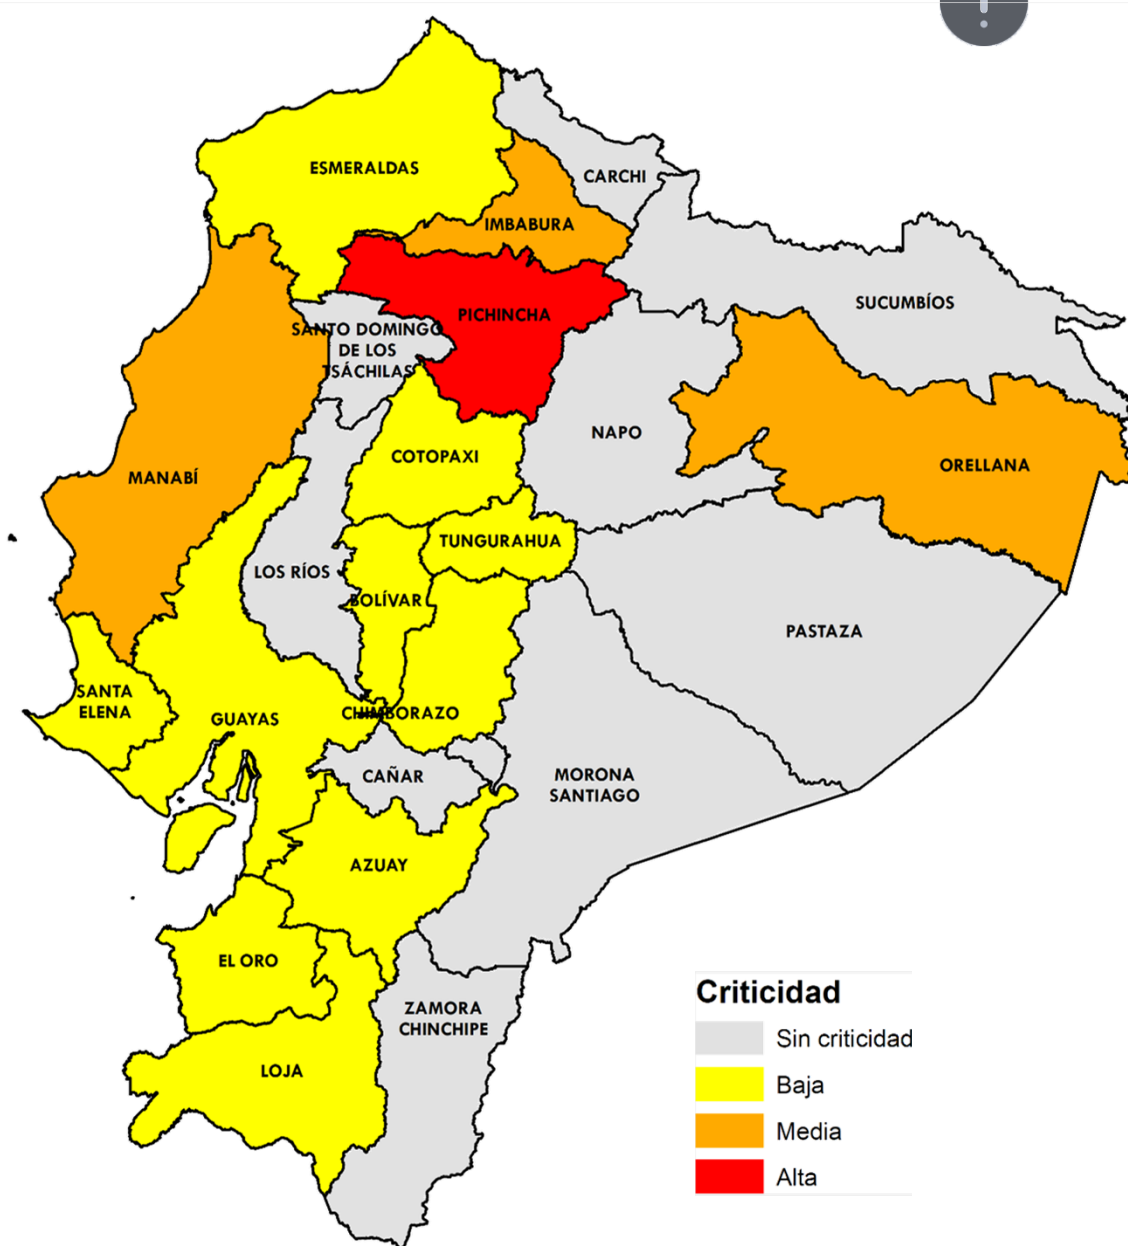 ESMERALDAS
CARCHI
IMBABURA
SUCUMBÍOS
PICHINCHA
SANTO DOMINGO
DE LOS
TSÁCHILAS
NAPO
COTOPAXI
ORELLANA
MANABÍ
TUNGURAHUA
LOS RÍOS
BOLÍVAR
PASTAZA
SANTA
ELENA
GUAYAS
CHIMBORAZO
CAÑAR
MORONA
SANTIAGO
AZUAY
EL ORO
ZAMORA
CHINCHIPE
LOJA
Criticidad
Sin criticidad
Baja
Media
Alta